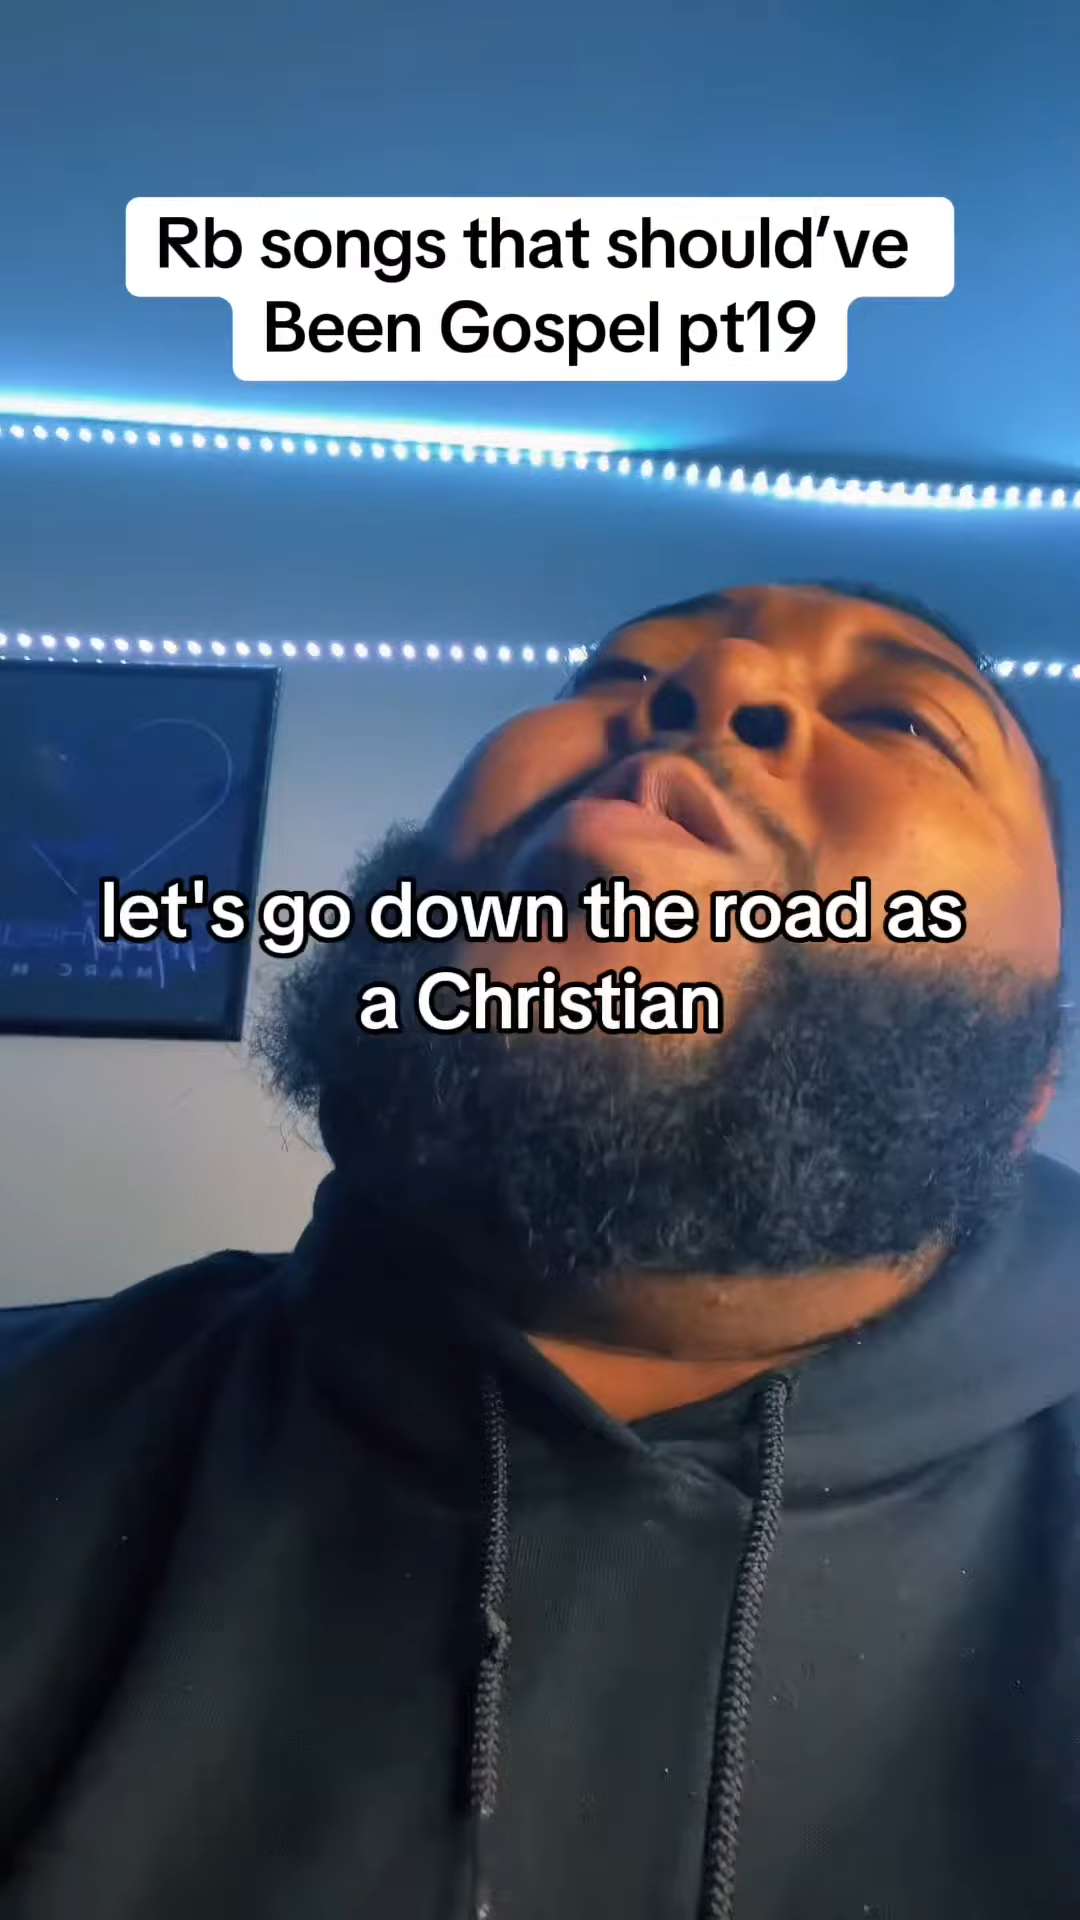 Rb songs that should’ve
Been Gospel pt19
let's go down the road as
a Christian